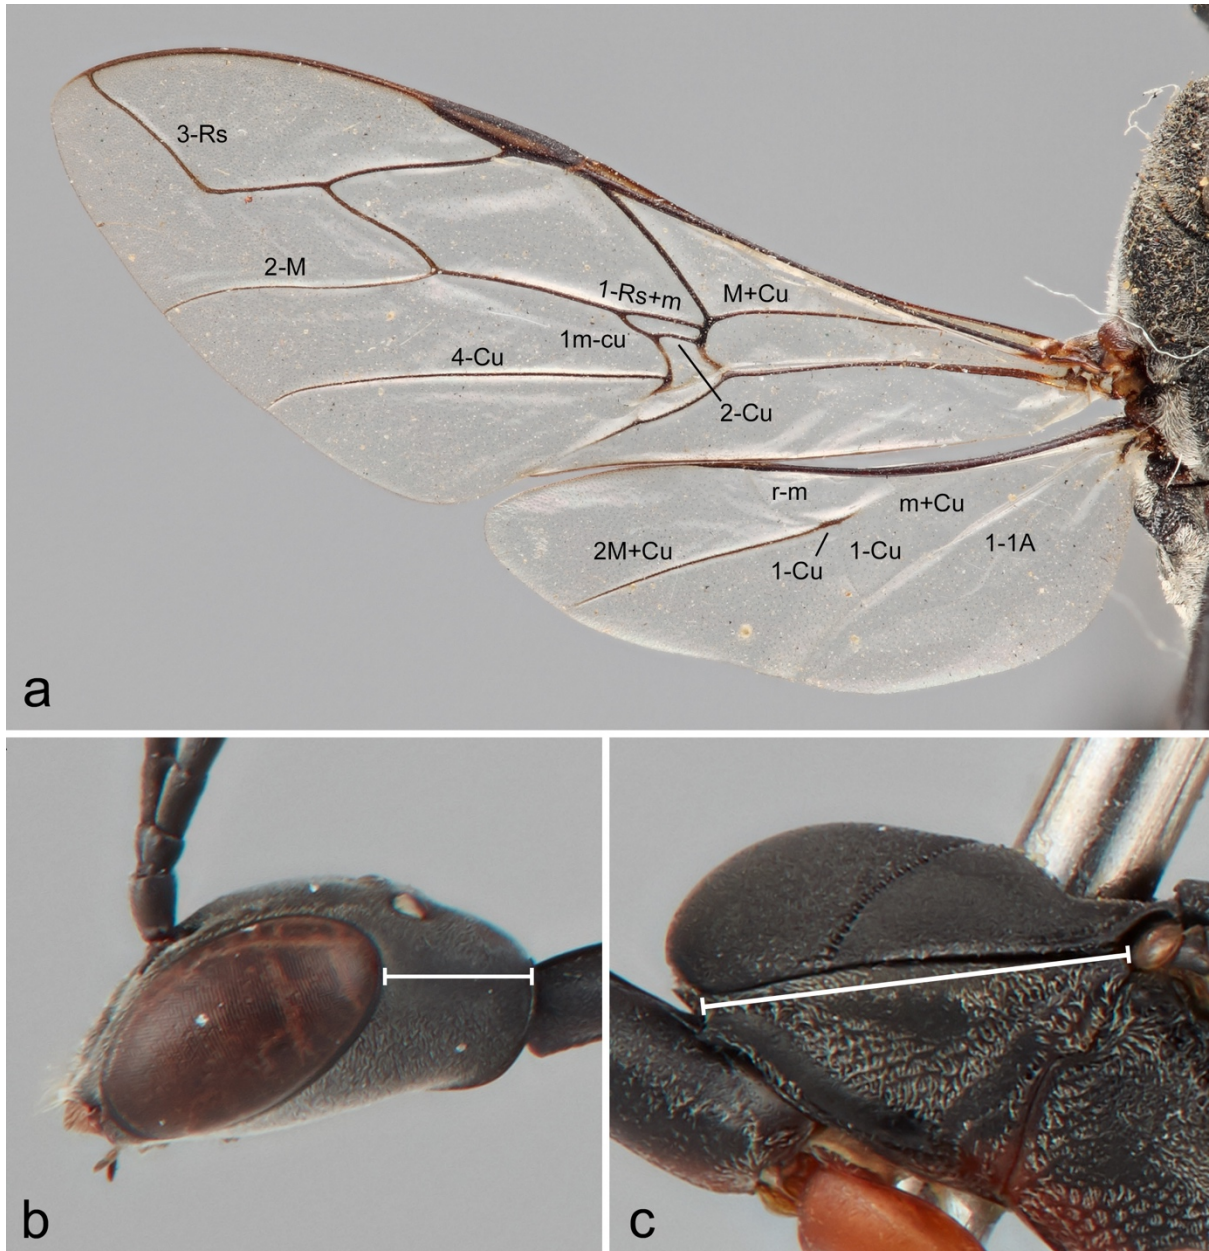 3-Rs
2-M
1-Rs+m
M+Cu
1m-cu
4-Cu
2-Cu
r-m
m+Cu
2M+Cu
1-Cu
1-Cu
1-1A
a
b
c